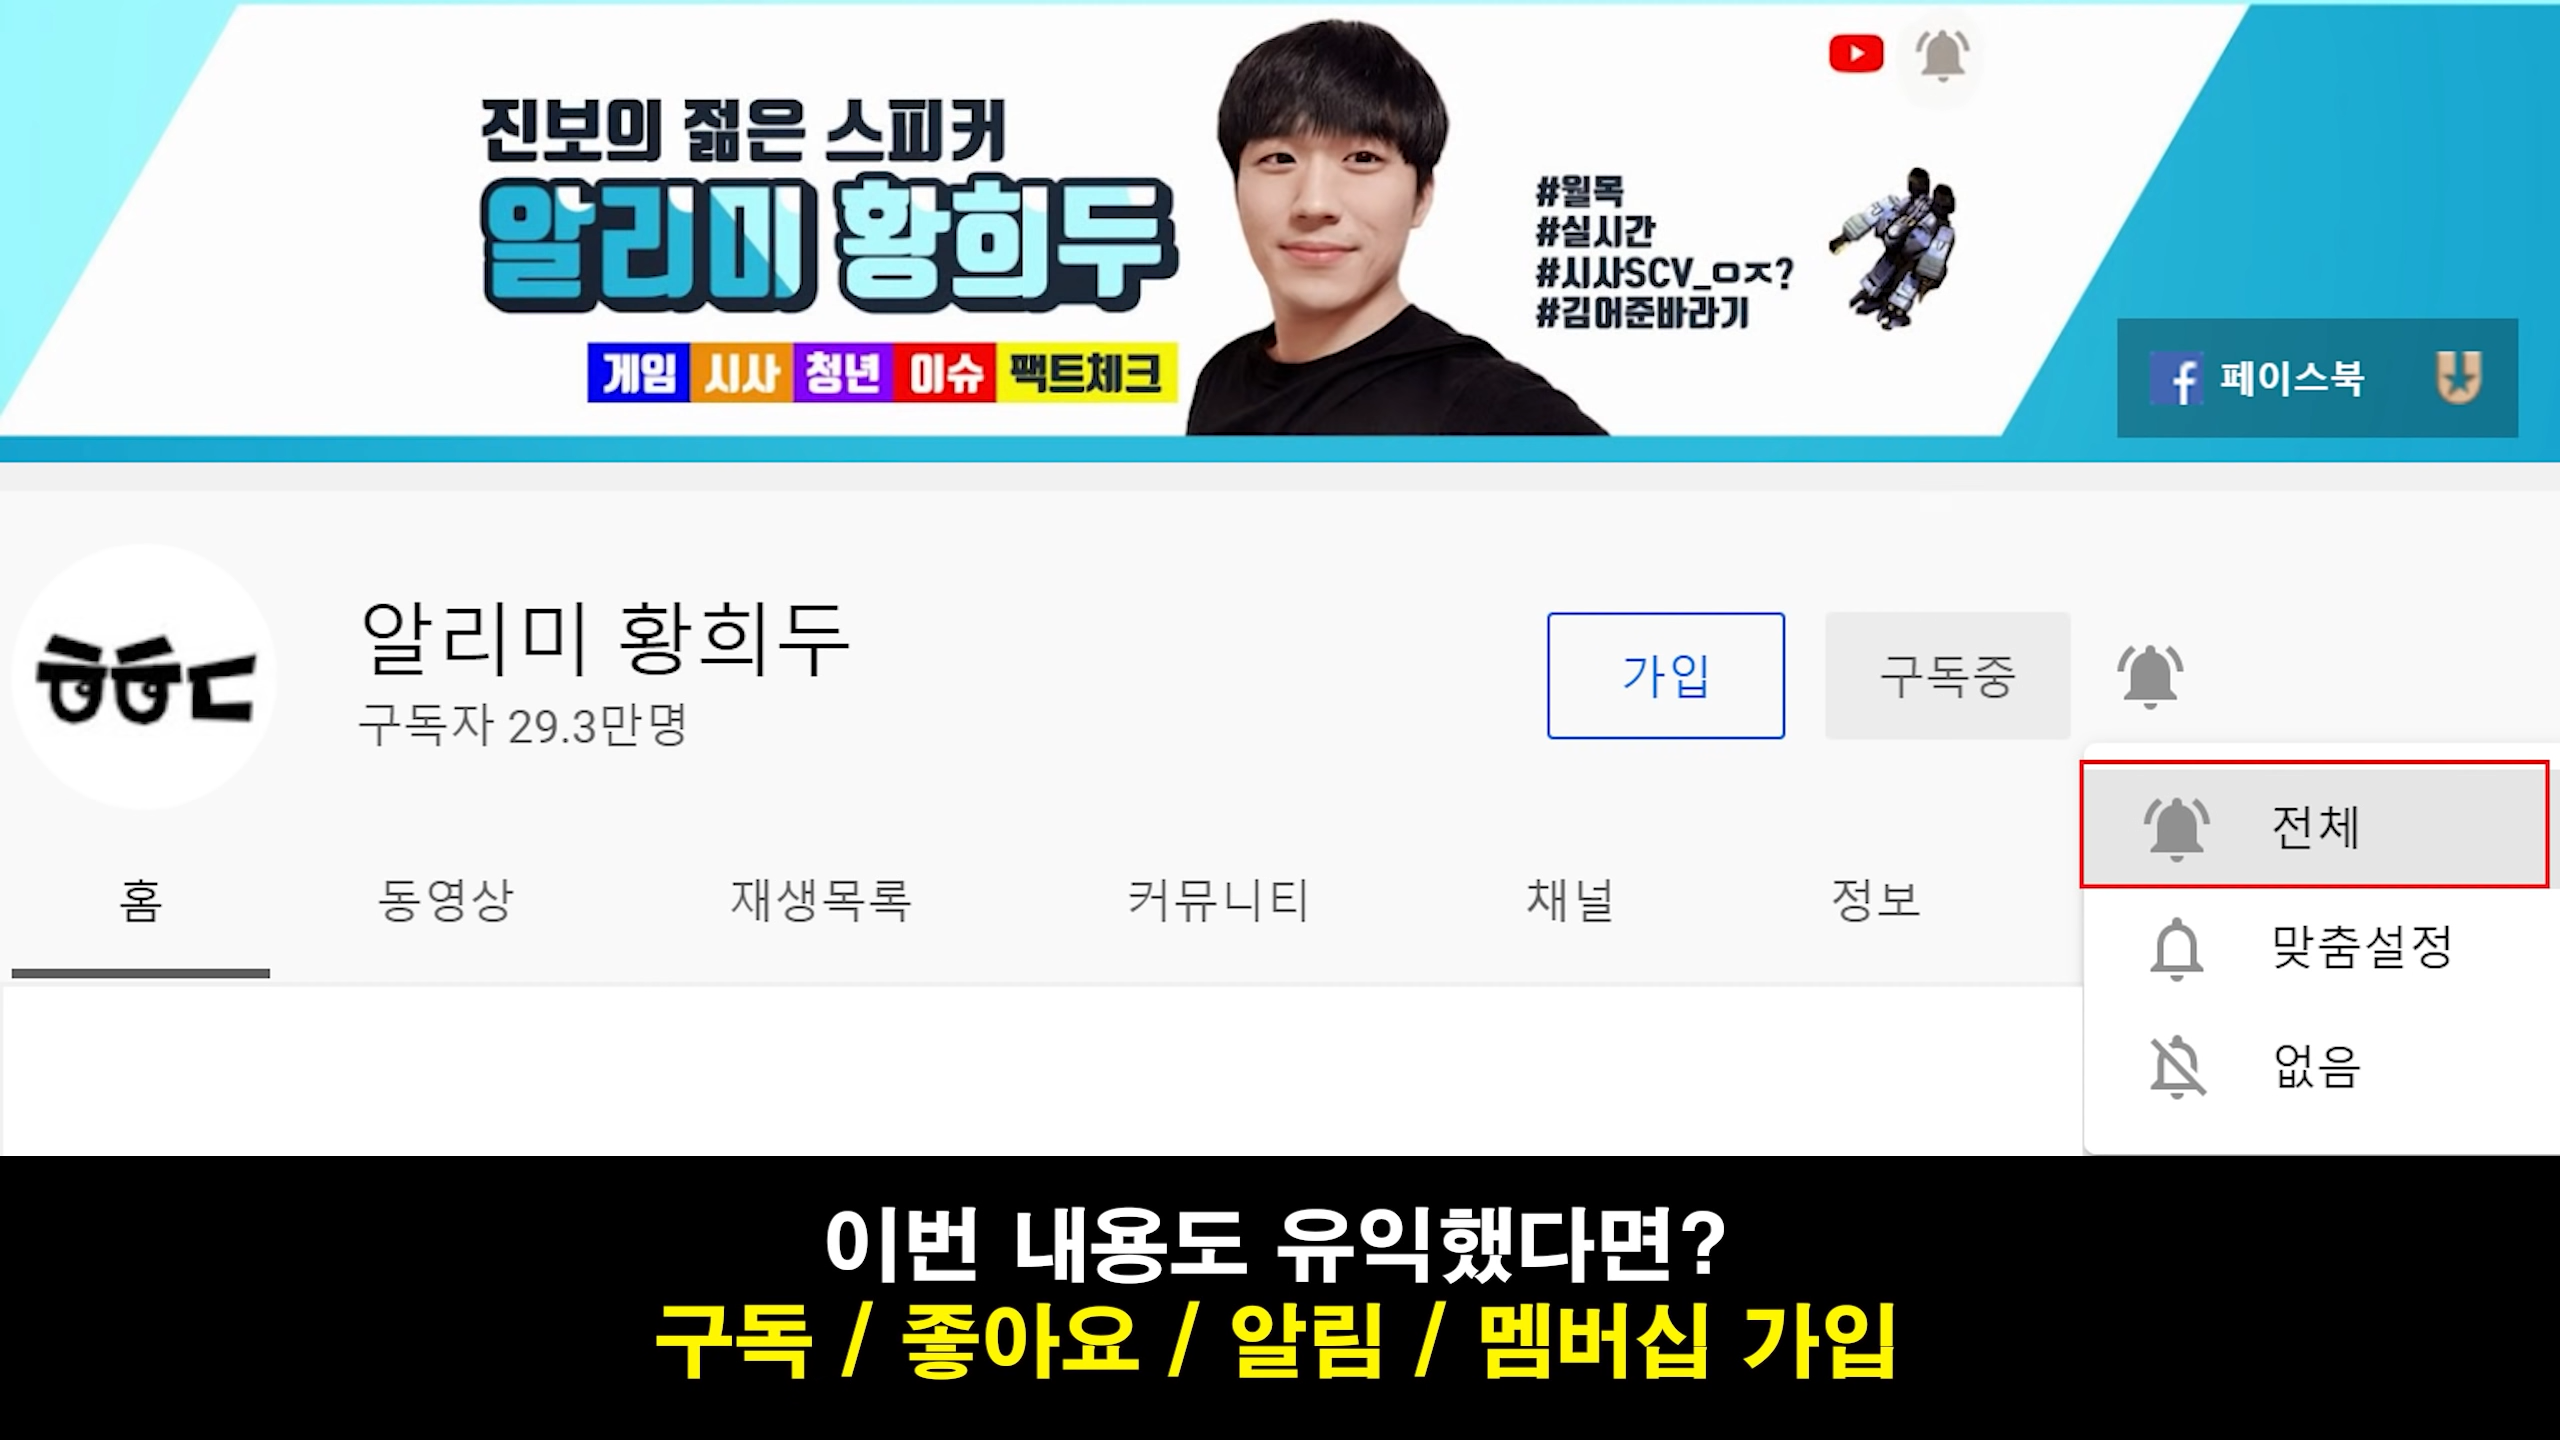 진보의 젊은 스피커
알리미 황희두
게임 시사 청년 이슈 팩트체크
#월목
#실시간
#시사SCV_ㅁㅈ?
#김어준바라기
f 페이스북
ㅎㅎㄷ
알리미 황희두
구독자 29.3만명
가입
구독중
홈
동영상
재생목록
커뮤니티
채널
정보
전체
맞춤설정
없음
이번 내용도 유익했다면?
구독 / 좋아요 / 알림 / 멤버십 가입